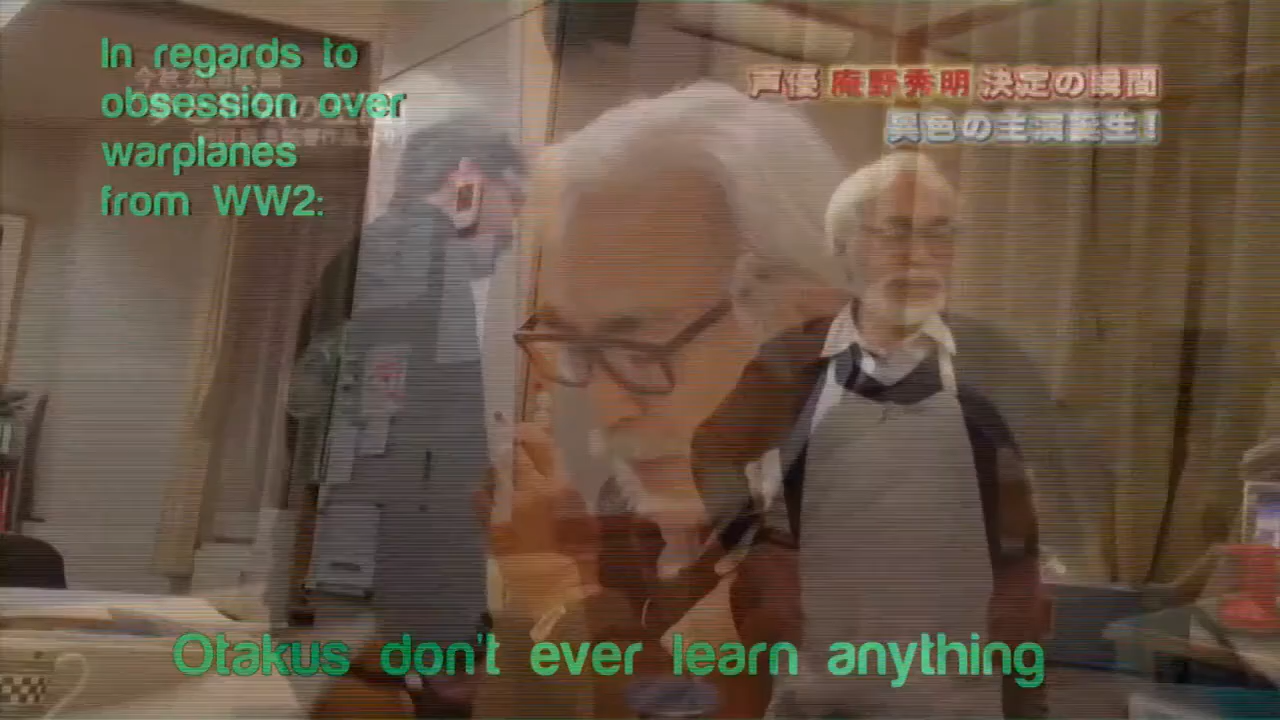 In regards to
obsession over
warplanes
from WW2:
声優 庵野秀明 決定の瞬間
異色の主演誕生!
Otakus don't ever learn anything